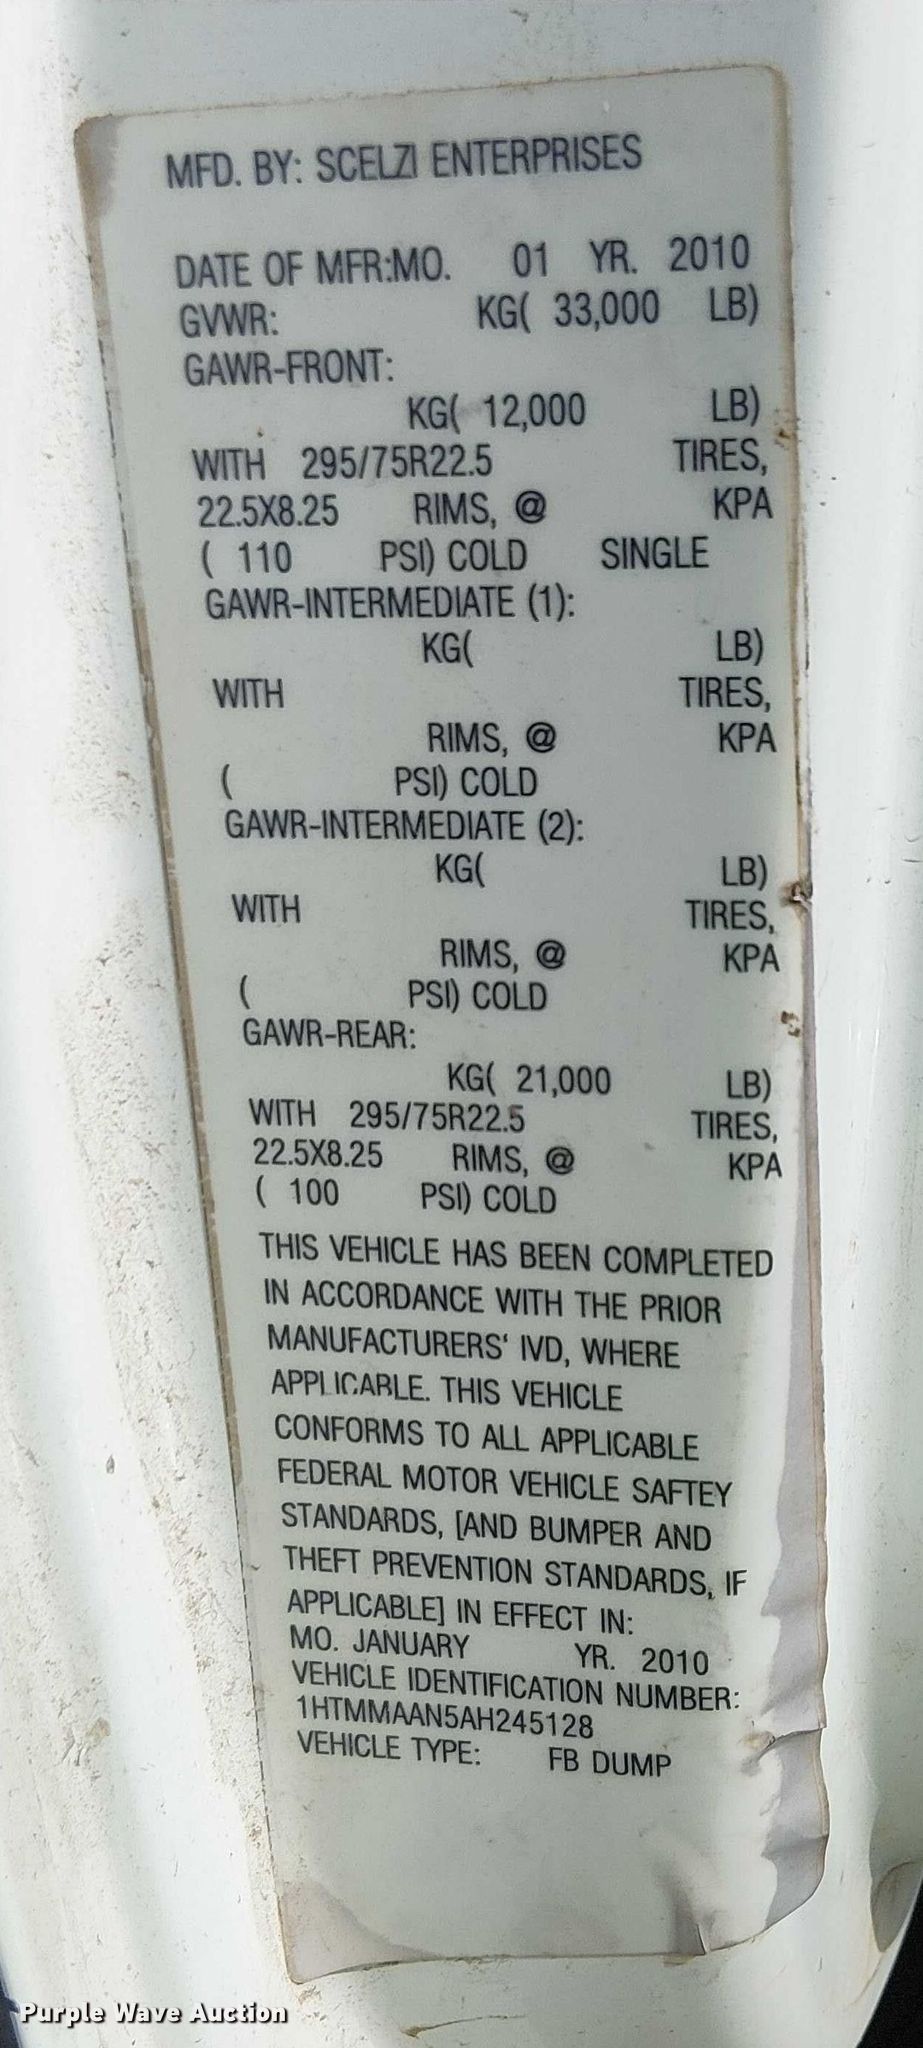 MFD. BY: SCELZI ENTERPRISES
DATE OF MFR:MO. 01 YR. 2010
GVWR: KG( 33,000 LB)
GAWR-FRONT:
KG( 12,000 LB)
WITH 295/75R22.5 TIRES,
22.5X8.25 RIMS, @ KPA
( 110 PSI) COLD SINGLE
GAWR-INTERMEDIATE (1):
KG( LB)
WITH TIRES,
RIMS, @ KPA
( PSI) COLD
GAWR-INTERMEDIATE (2):
KG( LB)
WITH TIRES,
RIMS, @ KPA
( PSI) COLD
GAWR-REAR:
KG( 21,000 LB)
WITH 295/75R22.5 TIRES,
22.5X8.25 RIMS, @ KPA
( 100 PSI) COLD
THIS VEHICLE HAS BEEN COMPLETED
IN ACCORDANCE WITH THE PRIOR
MANUFACTURERS' IVD, WHERE
APPLICABLE. THIS VEHICLE
CONFORMS TO ALL APPLICABLE
FEDERAL MOTOR VEHICLE SAFTEY
STANDARDS, [AND BUMPER AND
THEFT PREVENTION STANDARDS, IF
APPLICABLE] IN EFFECT IN:
MO. JANUARY YR. 2010
VEHICLE IDENTIFICATION NUMBER:
1HTMMAAN5AH245128
VEHICLE TYPE: FB DUMP
Purple Wave Auction